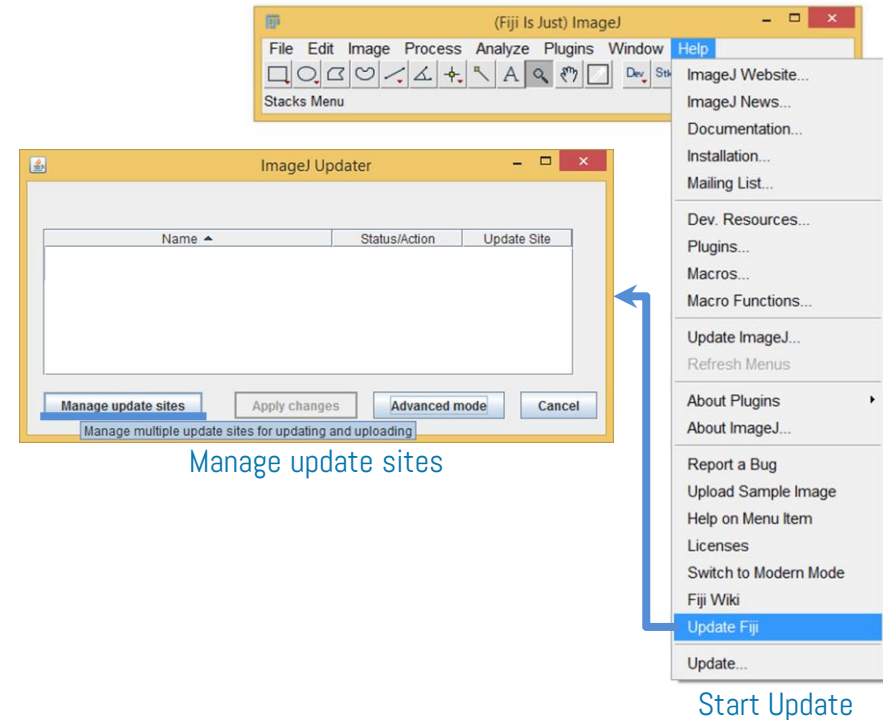 (Fiji Is Just) ImageJ
File Edit Image Process Analyze Plugins Window Help
A Dev. Stk
Stacks Menu
ImageJ Website...
ImageJ News...
Documentation...
Installation...
Mailing List...
Dev. Resources...
Plugins...
Macros...
Macro Functions...
Update ImageJ...
Refresh Menus
About Plugins
About ImageJ...
Report a Bug
Upload Sample Image
Help on Menu Item
Licenses
Switch to Modern Mode
Fiji Wiki
Update Fiji
Update...
Start Update
ImageJ Updater
Name Status/Action Update Site
Manage update sites Apply changes Advanced mode Cancel
Manage multiple update sites for updating and uploading
Manage update sites